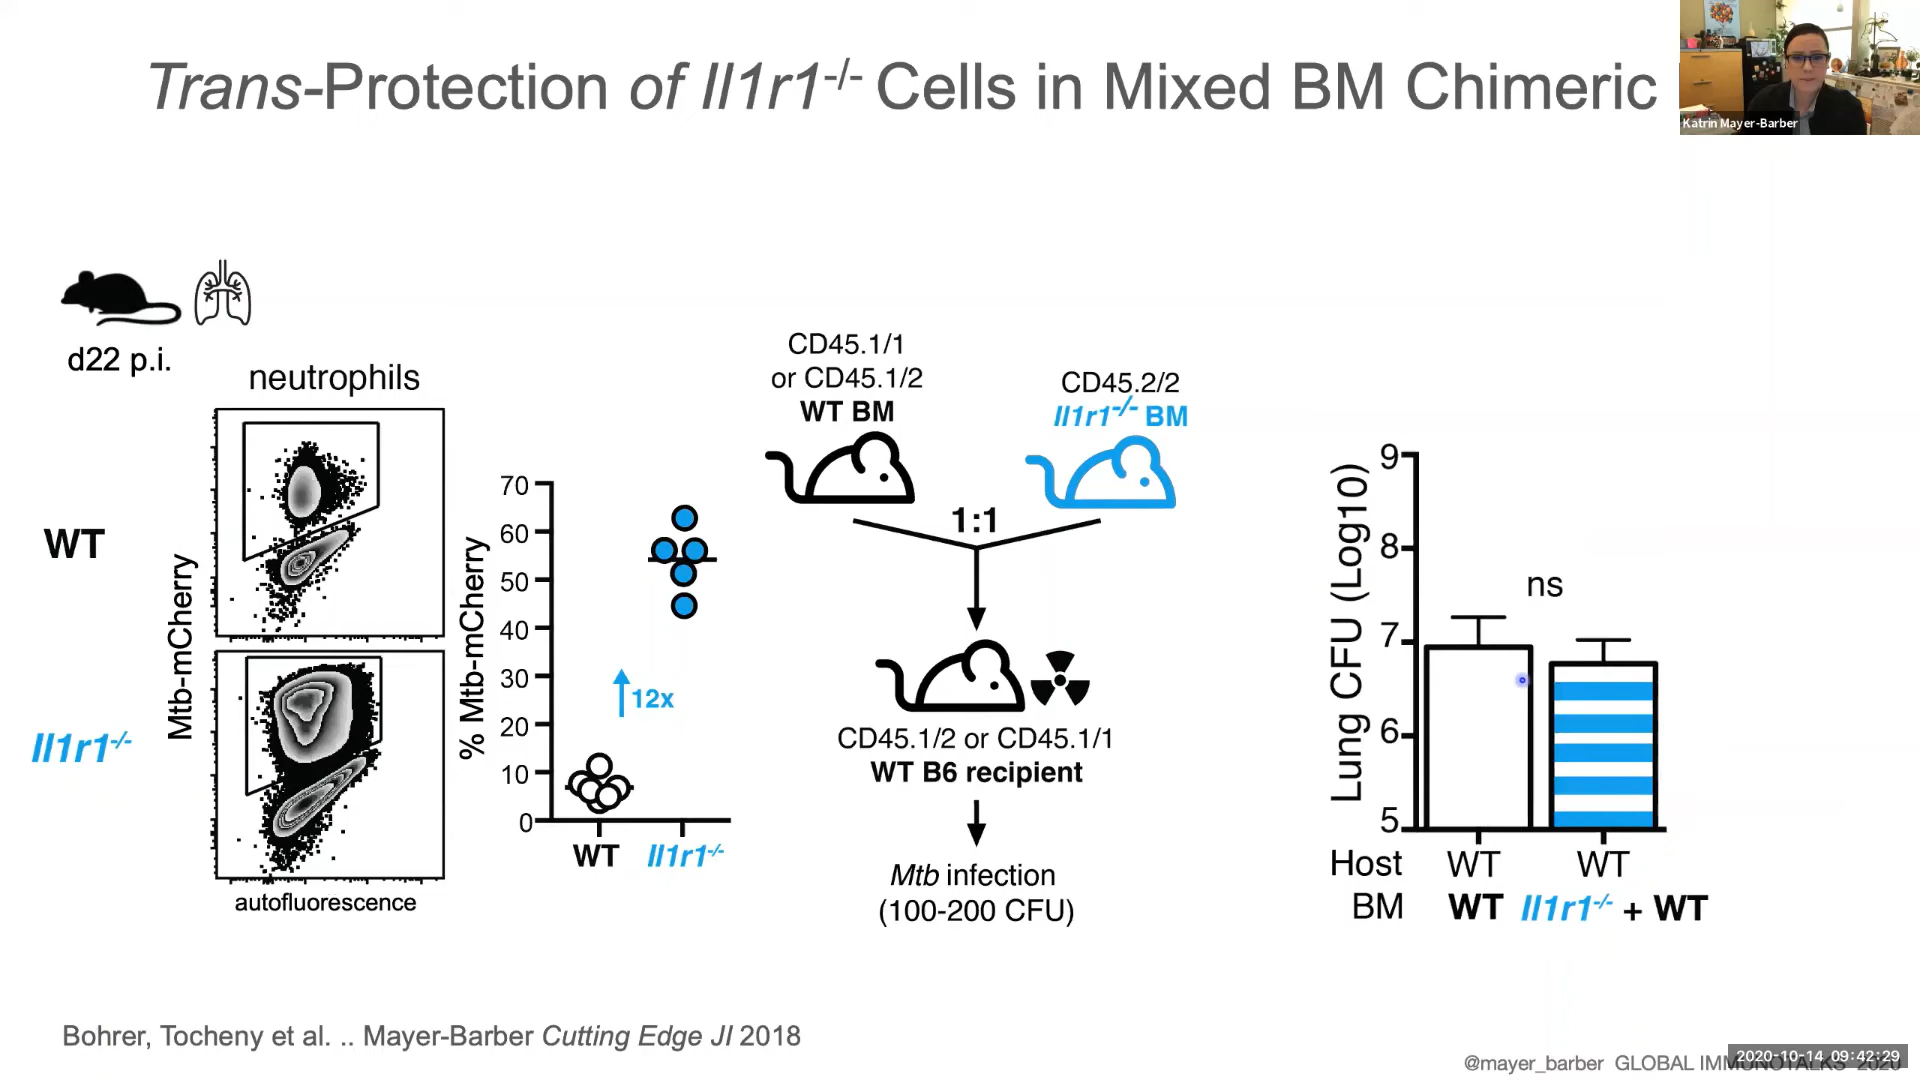 Trans-Protection of Il1r1-/- Cells in Mixed BM Chimeric
Katrin Mayer-Barber
d22 p.i.
neutrophils
WT
Il1r1-/-
Mtb-mCherry
autofluorescence
% Mtb-mCherry
70
60
50
40
30
20
10
0
12x
WT Il1r1-/-
CD45.1/1
or CD45.1/2
WT BM
CD45.2/2
Il1r1-/- BM
1:1
CD45.1/2 or CD45.1/1
WT B6 recipient
Mtb infection
(100-200 CFU)
Lung CFU (Log10)
9
8
7
6
5
ns
Host WT WT
BM WT Il1r1-/- + WT
Bohrer, Tocheny et al. .. Mayer-Barber Cutting Edge JI 2018
2020-10-14 09:42:29
@mayer_barber GLOBAL IMMUNOTALKS 2020